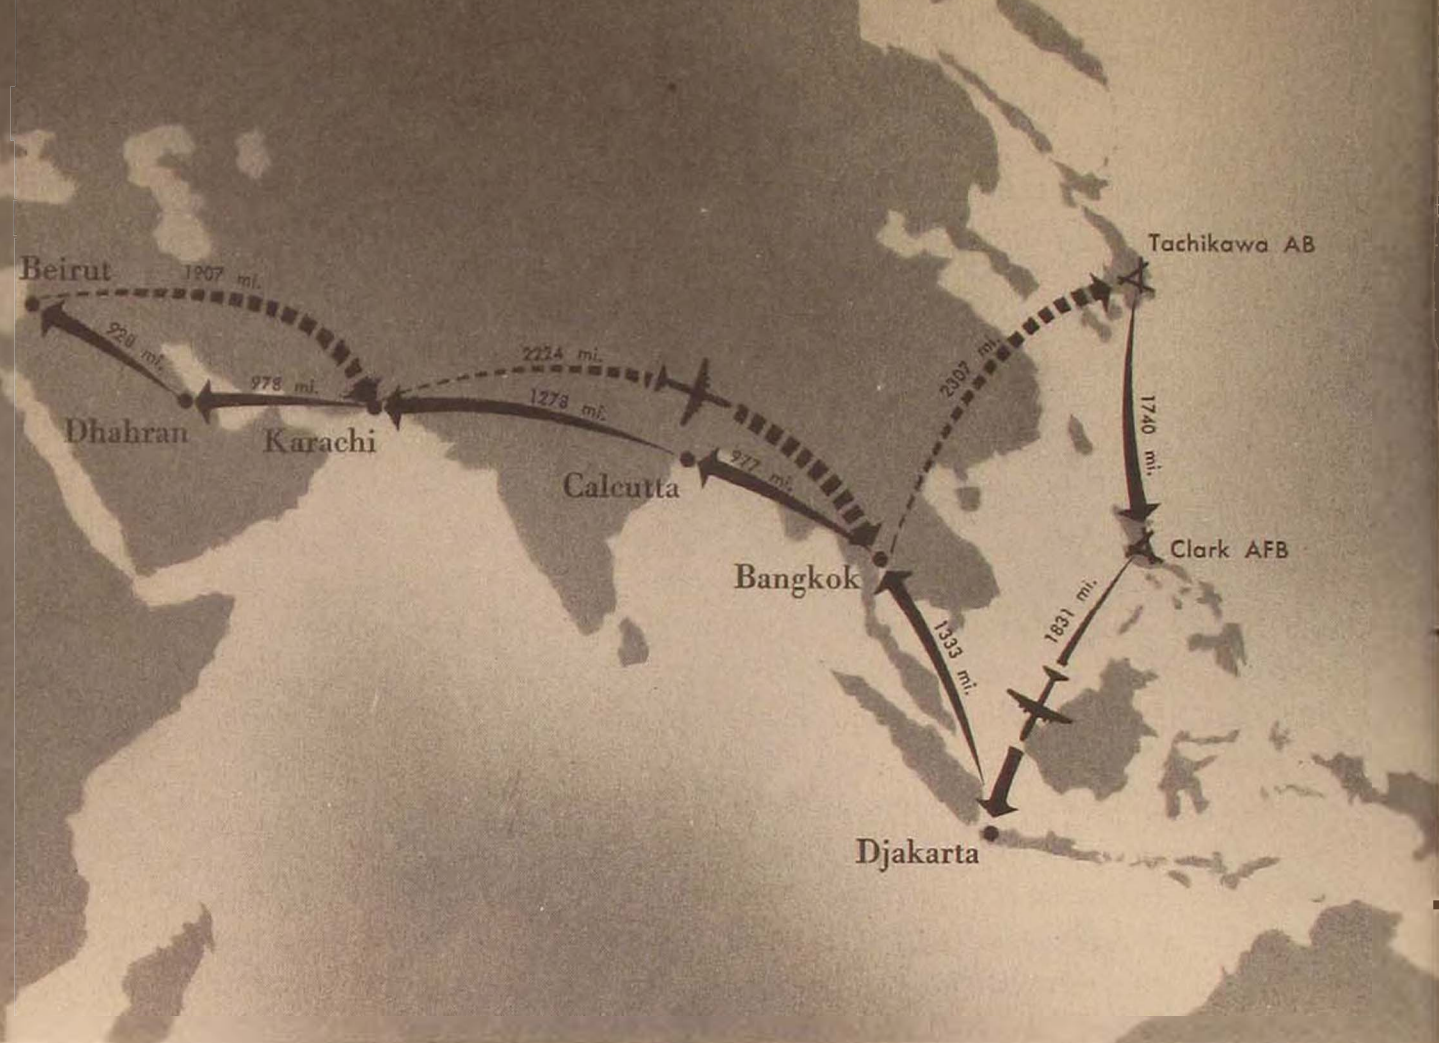 Tachikawa AB
Beirut
1907 mi.
928 mi.
2224 mi.
2307 mi.
978 mi.
1278 mi.
1740 mi.
Dhahran
Karachi
977 mi.
Calcutta
Clark AFB
Bangkok
1831 mi.
1333 mi.
Djakarta